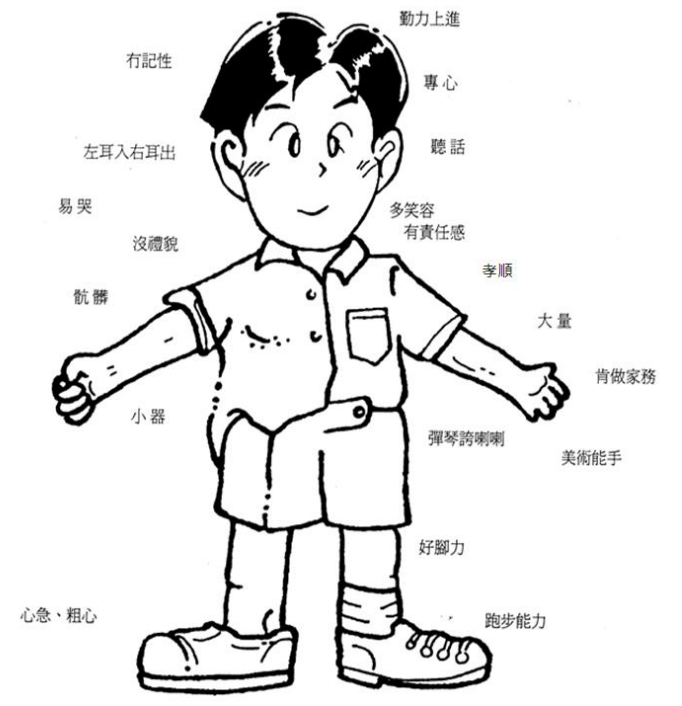 勤力上進
冇記性
專心
左耳入右耳出
聽話
易哭
多笑容
有責任感
沒禮貌
孝順
骯髒
大量
肯做家務
小器
彈琴誇喇喇
美術能手
好腳力
心急、粗心
跑步能力